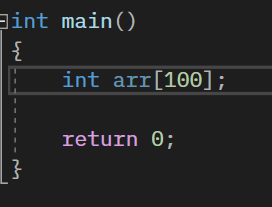 int main()
{
    int arr[100];
    return 0;
}